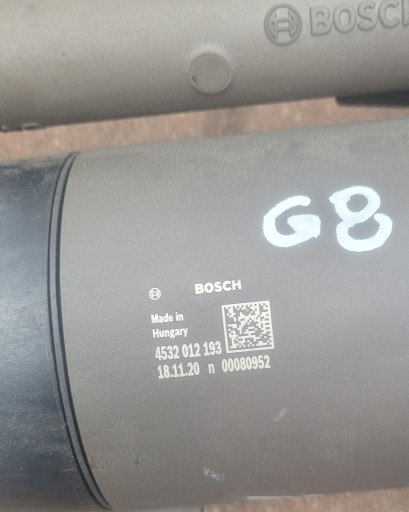 BOSCH
G8
BOSCH
Made in
Hungary
4532 012 193
18.11.20 n 00080952